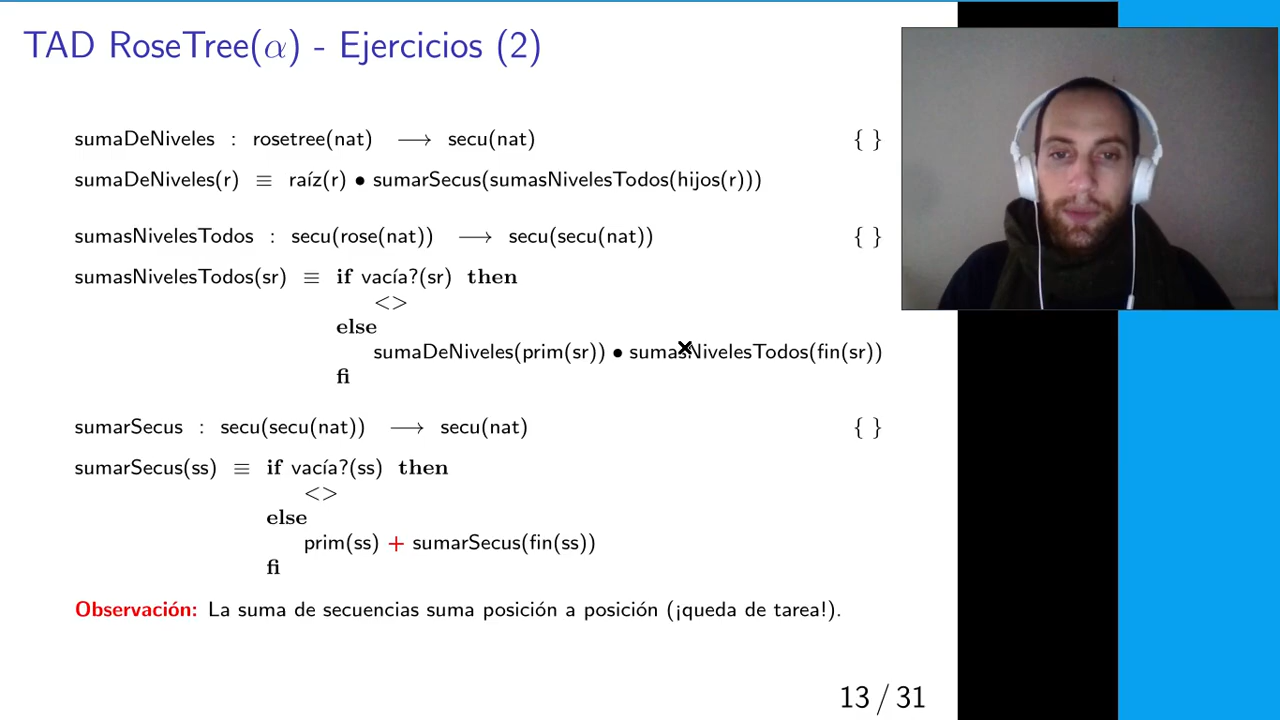 TAD RoseTree(α) - Ejercicios (2)
sumaDeNiveles : rosetree(nat) ⟶ secu(nat) { }
sumaDeNiveles(r) ≡ raíz(r) • sumarSecus(sumasNivelesTodos(hijos(r)))
sumasNivelesTodos : secu(rose(nat)) ⟶ secu(secu(nat)) { }
sumasNivelesTodos(sr) ≡ if vacía?(sr) then
<>
else
sumaDeNiveles(prim(sr)) • sumasNivelesTodos(fin(sr))
fi
sumarSecus : secu(secu(nat)) ⟶ secu(nat) { }
sumarSecus(ss) ≡ if vacía?(ss) then
<>
else
prim(ss) + sumarSecus(fin(ss))
fi
Observación: La suma de secuencias suma posición a posición (¡queda de tarea!).
13 / 31